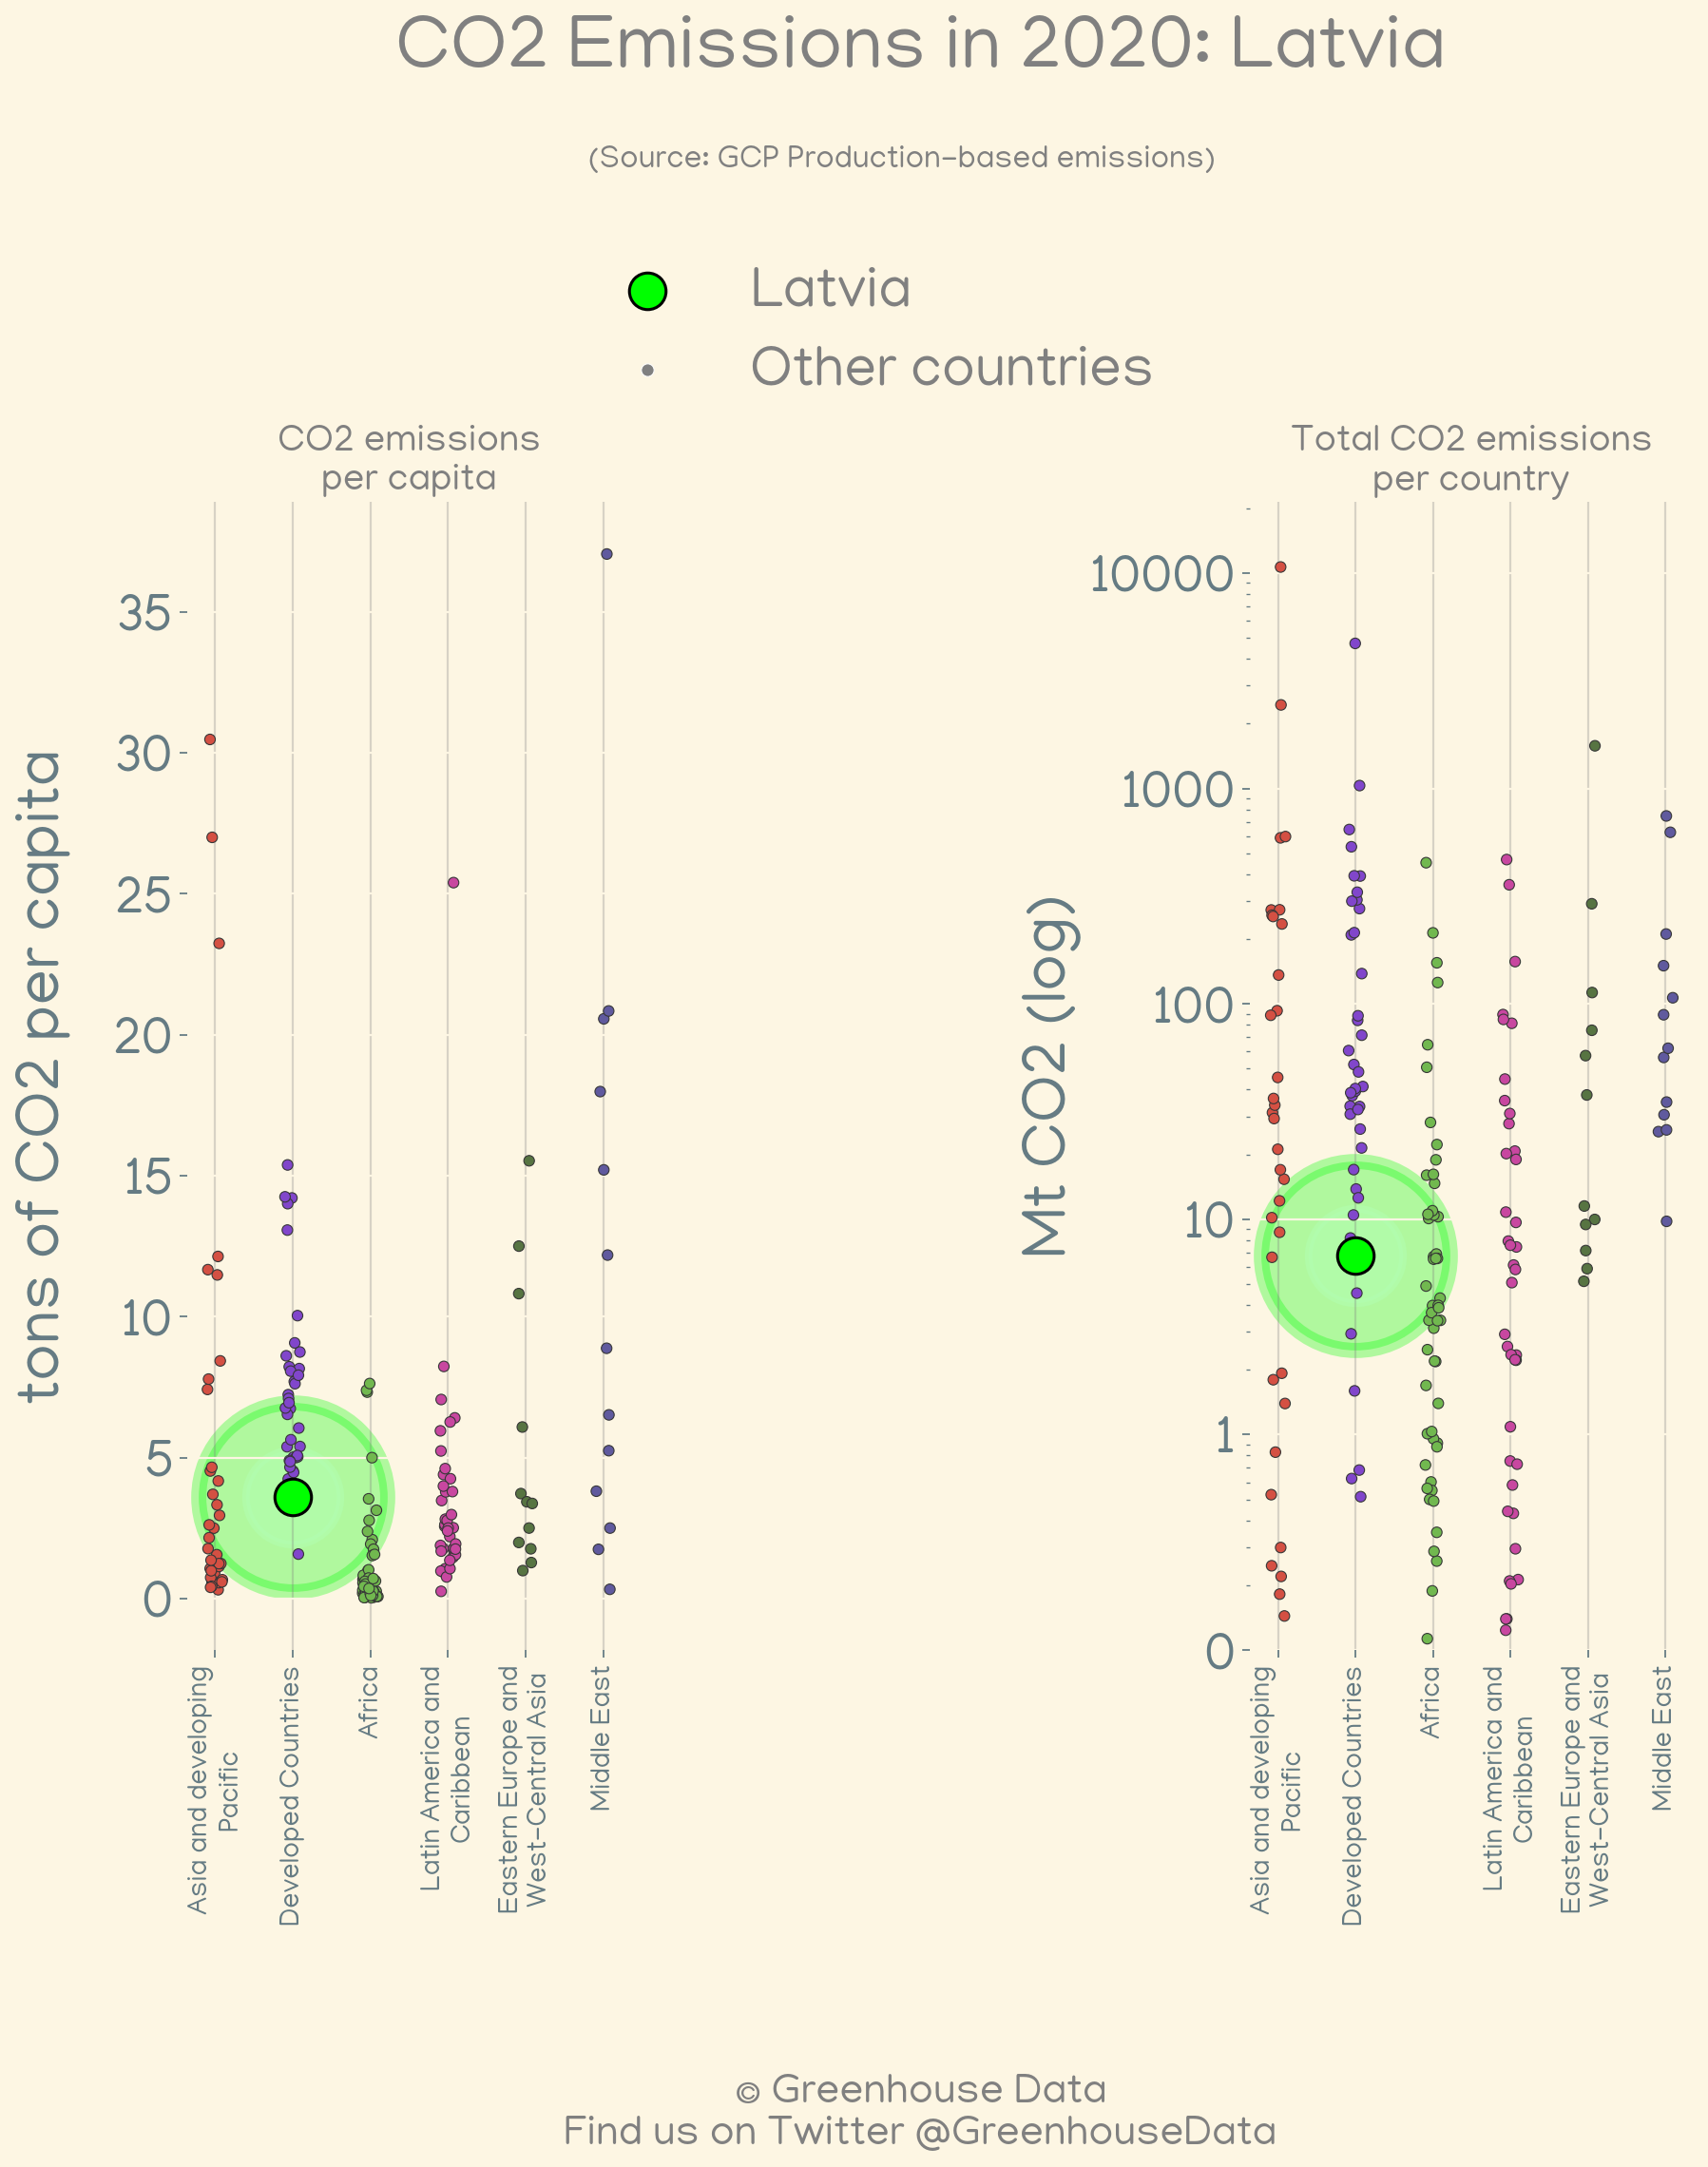 CO2 Emissions in 2020: Latvia
(Source: GCP Production-based emissions)
Latvia
Other countries
CO2 emissions
per capita
tons of CO2 per capita
35
30
25
20
15
10
5
0
Asia and developing
Pacific
Developed Countries
Africa
Latin America and
Caribbean
Eastern Europe and
West-Central Asia
Middle East
Total CO2 emissions
per country
Mt CO2 (log)
10000
1000
100
10
1
0
Asia and developing
Pacific
Developed Countries
Africa
Latin America and
Caribbean
Eastern Europe and
West-Central Asia
Middle East
© Greenhouse Data
Find us on Twitter @GreenhouseData